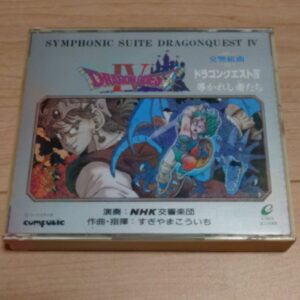 SYMPHONIC SUITE DRAGONQUEST IV
交響組曲
DRAGON QUEST
IV
ドラゴンクエストIV
導かれし者たち
演奏：NHK交響楽団
作曲・指揮：すぎやまこういち